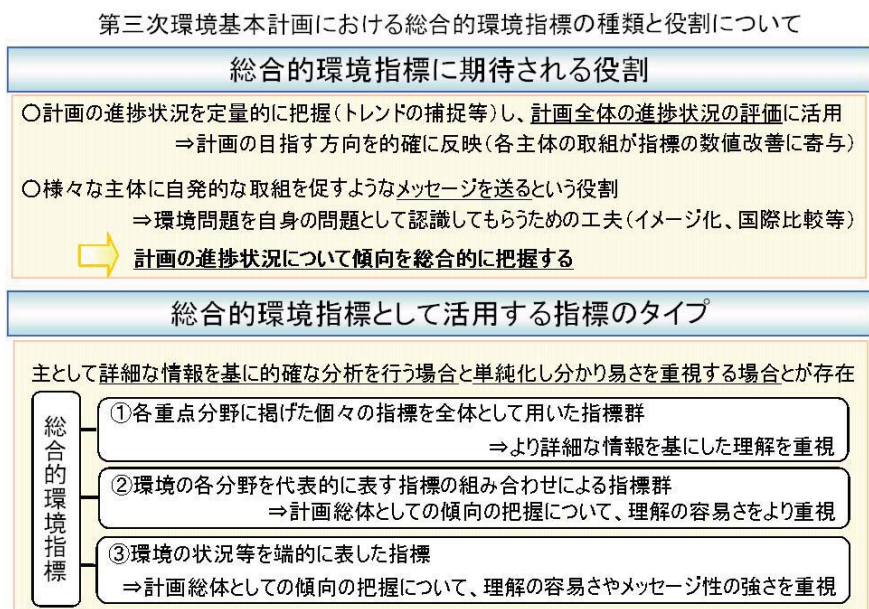 第三次環境基本計画における総合的環境指標の種類と役割について
総合的環境指標に期待される役割
○計画の進捗状況を定量的に把握(トレンドの捕捉等)し、計画全体の進捗状況の評価に活用
⇒計画の目指す方向を的確に反映(各主体の取組が指標の数値改善に寄与)
○様々な主体に自発的な取組を促すようなメッセージを送るという役割
⇒環境問題を自身の問題として認識してもらうための工夫(イメージ化、国際比較等)
計画の進捗状況について傾向を総合的に把握する
総合的環境指標として活用する指標のタイプ
主として詳細な情報を基に的確な分析を行う場合と単純化し分かり易さを重視する場合とが存在
総合的環境指標
①各重点分野に掲げた個々の指標を全体として用いた指標群
⇒より詳細な情報を基にした理解を重視
②環境の各分野を代表的に表す指標の組み合わせによる指標群
⇒計画総体としての傾向の把握について、理解の容易さをより重視
③環境の状況等を端的に表した指標
⇒計画総体としての傾向の把握について、理解の容易さやメッセージ性の強さを重視